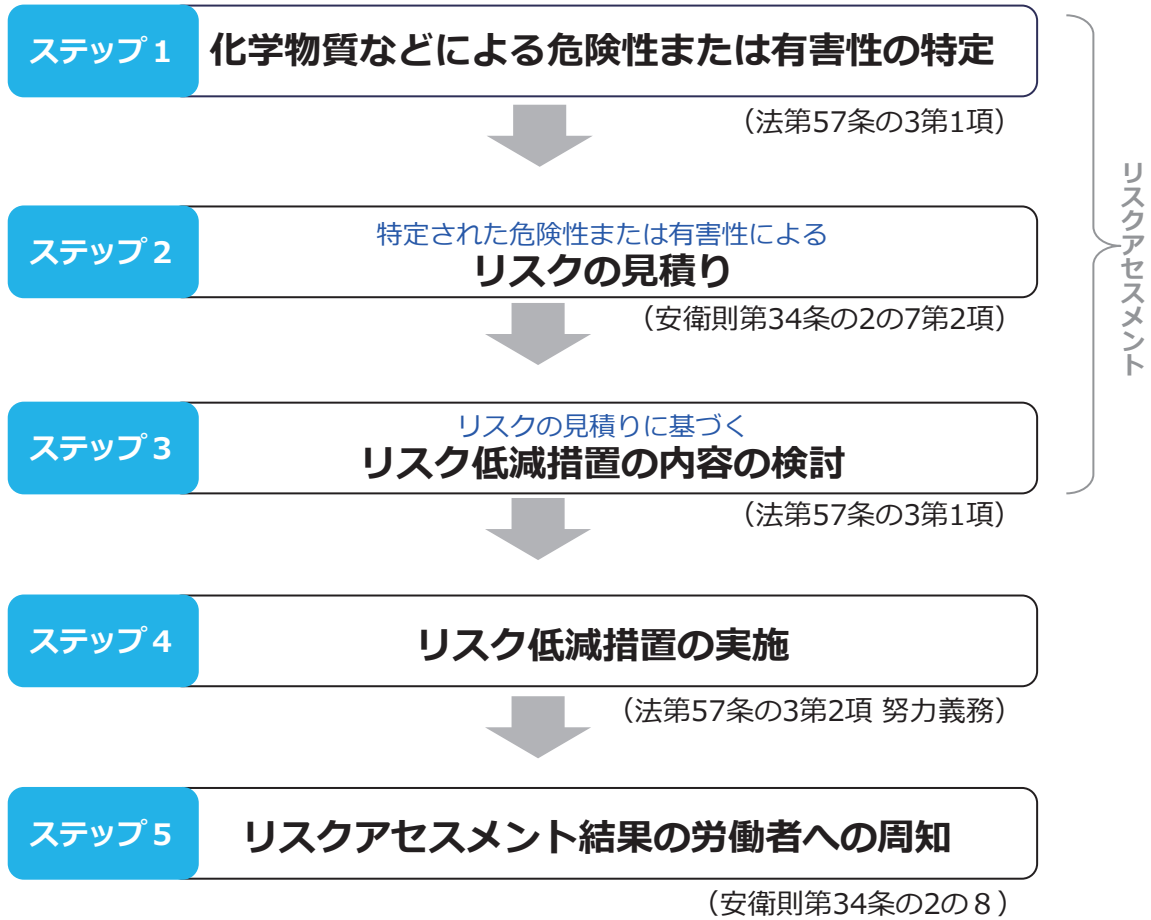 ステップ１
化学物質などによる危険性または有害性の特定
（法第57条の3第1項）
ステップ２
特定された危険性または有害性による
リスクの見積り
（安衛則第34条の2の7第2項）
ステップ３
リスクの見積りに基づく
リスク低減措置の内容の検討
（法第57条の3第1項）
リスクアセスメント
ステップ４
リスク低減措置の実施
（法第57条の3第2項 努力義務）
ステップ５
リスクアセスメント結果の労働者への周知
（安衛則第34条の2の８）